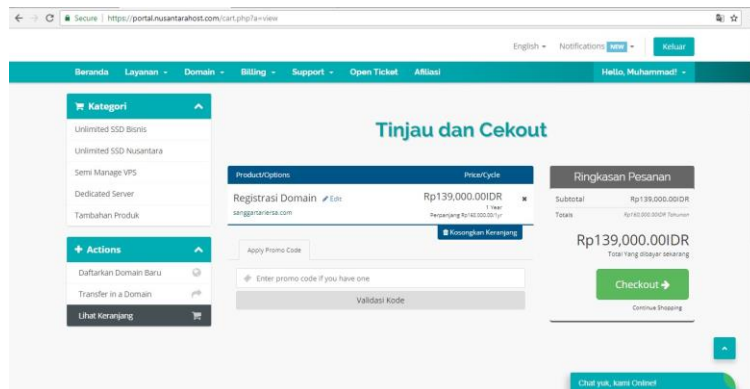 Secure
https://portal.nusantarahost.com/cart.php?a=view
English
Notifications NEW
Keluar
Beranda Layanan Domain Billing Support Open Ticket Afiliasi
Hello, Muhammad!
Kategori
Unlimited SSD Bisnis
Unlimited SSD Nusantara
Semi Manage VPS
Dedicated Server
Tambahan Produk
Actions
Daftarkan Domain Baru
Transfer in a Domain
Lihat Keranjang
Tinjau dan Cekout
Product/Options Price/Cycle
Registrasi Domain Edit Rp139,000.00IDR
1 Year
Perpanjang
Kosongkan Keranjang
Apply Promo Code
Enter promo code if you have one
Validasi Kode
Ringkasan Pesanan
Subtotal Rp139,000.00IDR
Totals
Rp139,000.00IDR
Total Yang dibayar sekarang
Checkout
Continue Shopping
Chat yuk, kami Online!